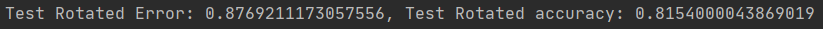 Test Rotated Error: 0.8769211173057556, Test Rotated accuracy: 0.8154000043869019